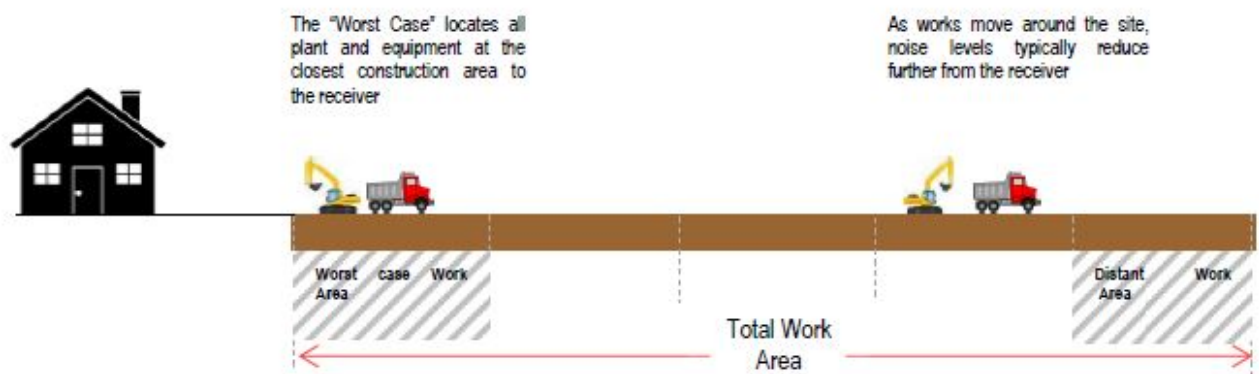 The “Worst Case” locates all
plant and equipment at the
closest construction area to
the receiver
As works move around the site,
noise levels typically reduce
further from the receiver
Worst case Work
Area
Distant Work
Area
Total Work
Area